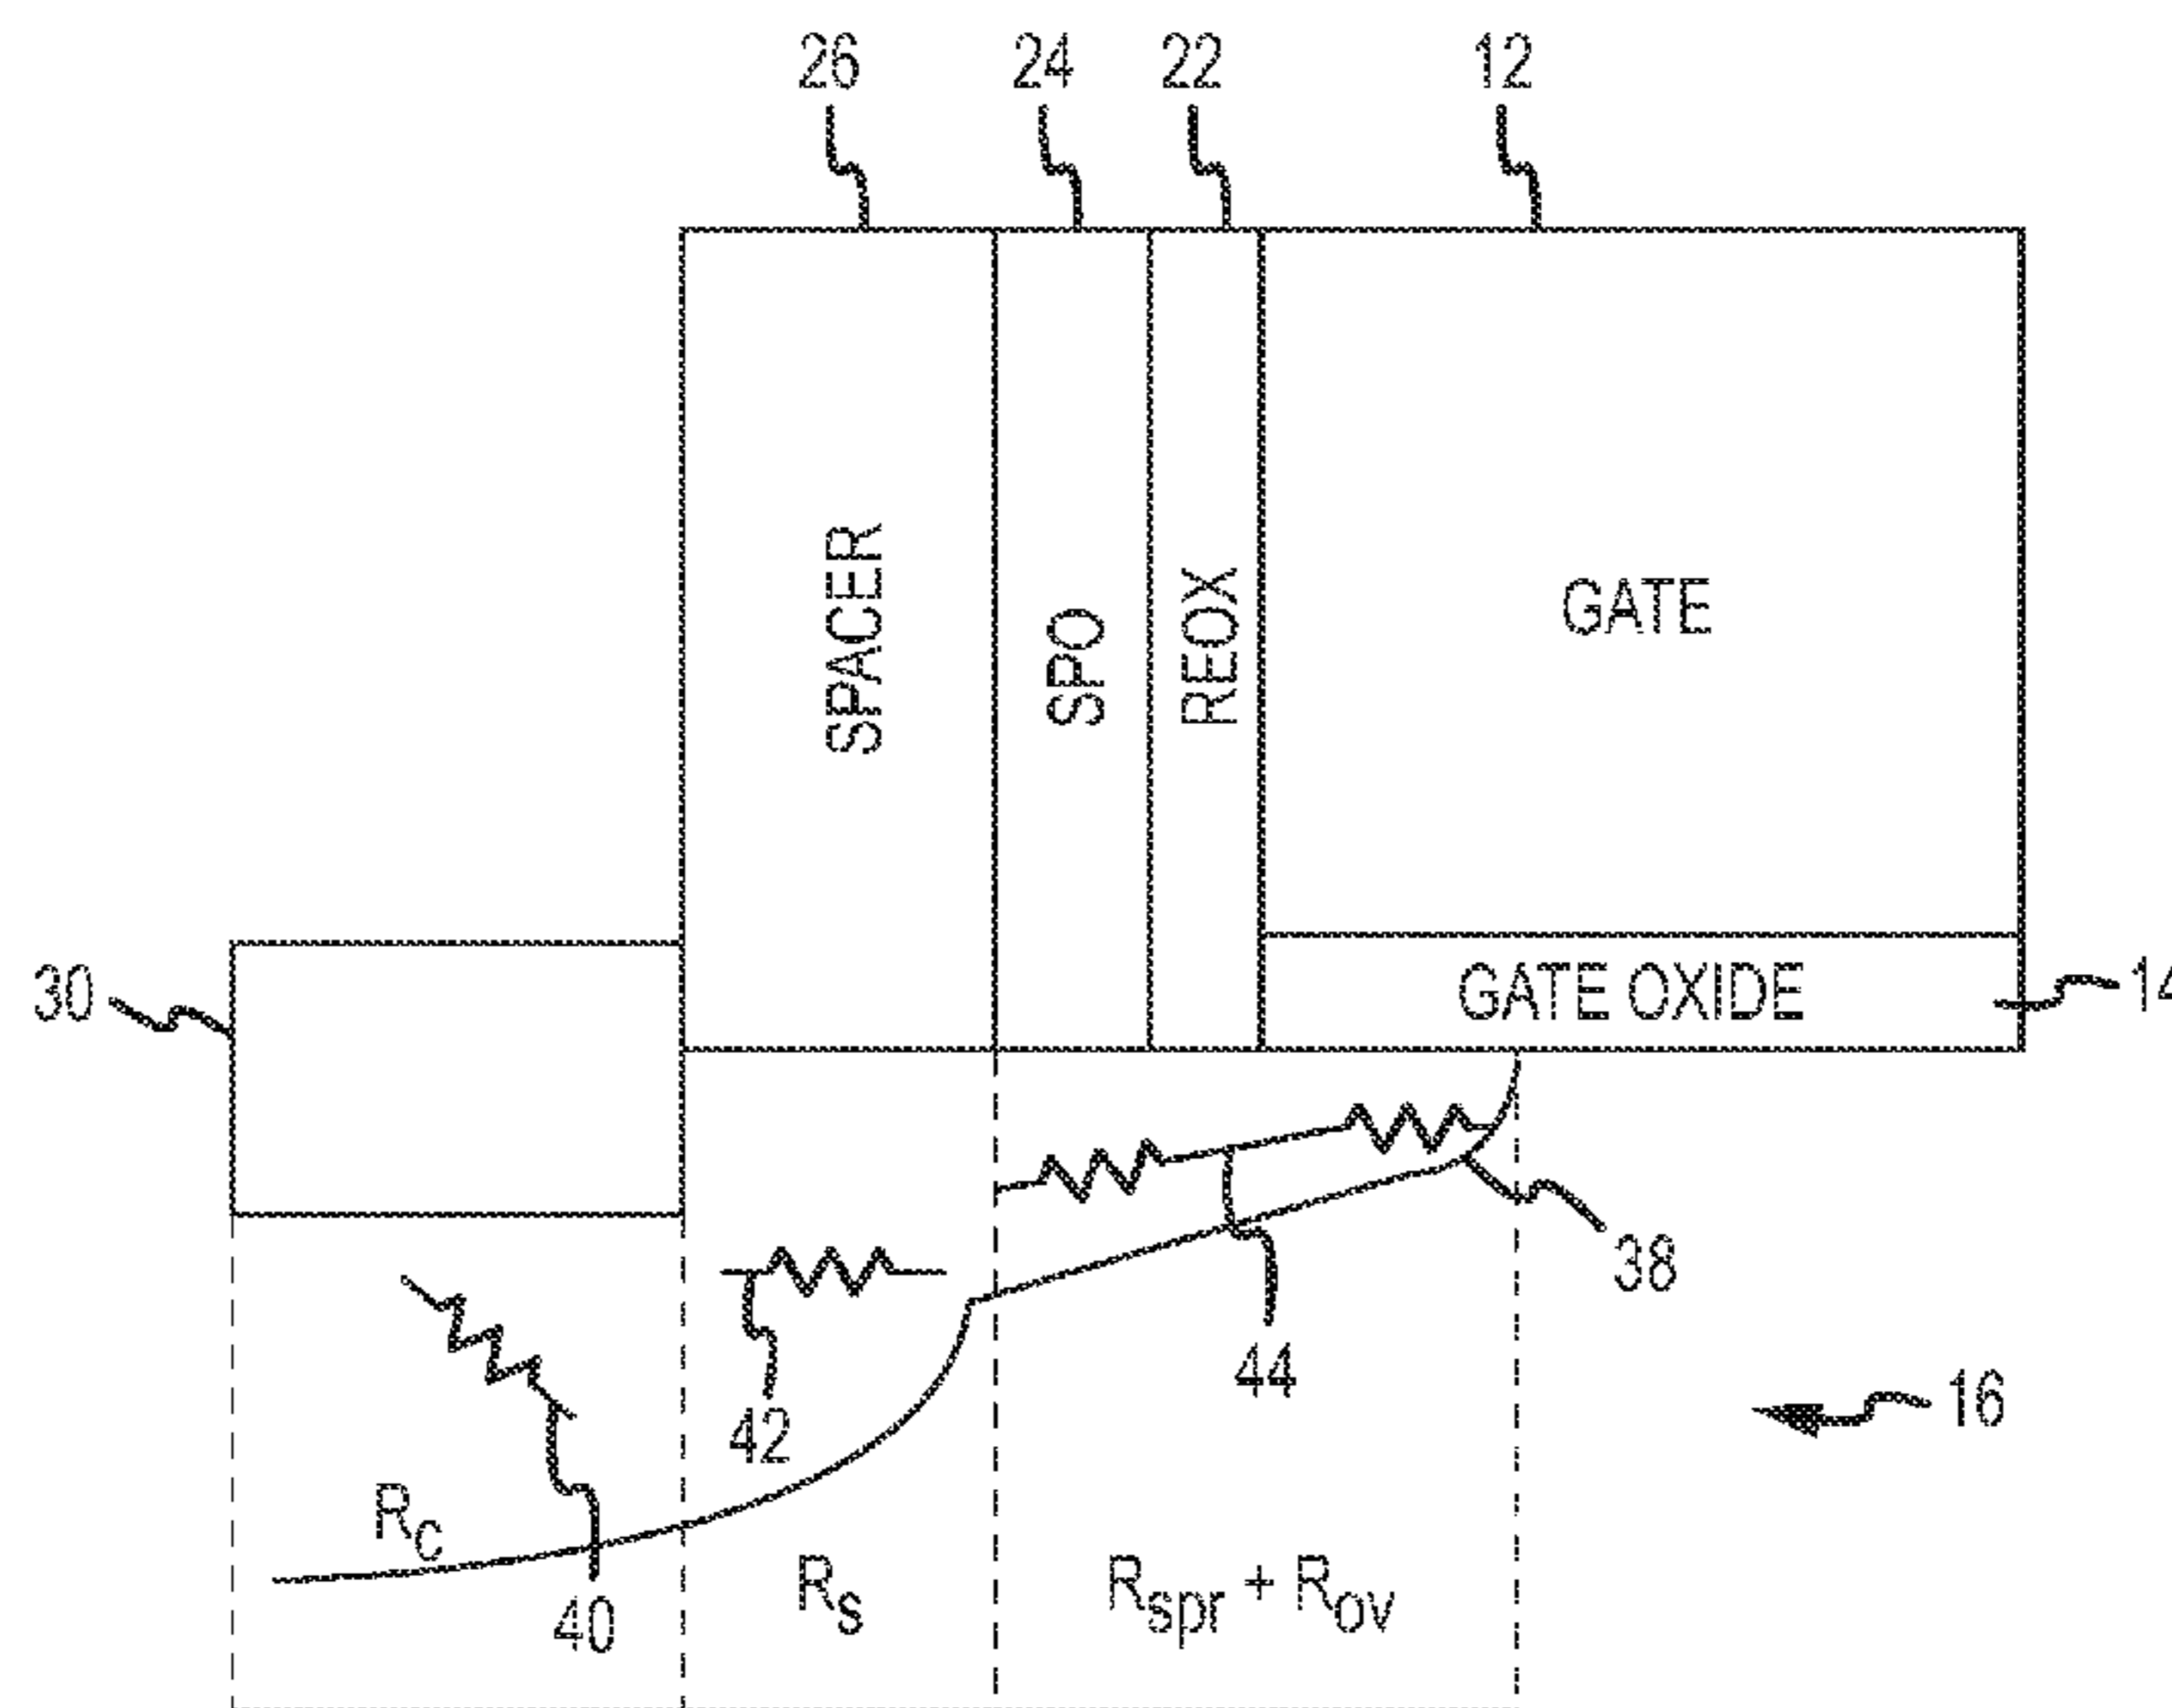 26 24 22 12
SPACER
SPO
REOX
GATE
GATE OXIDE
30
14
38
44
42
16
RC
40
RS
Rspr + Rov